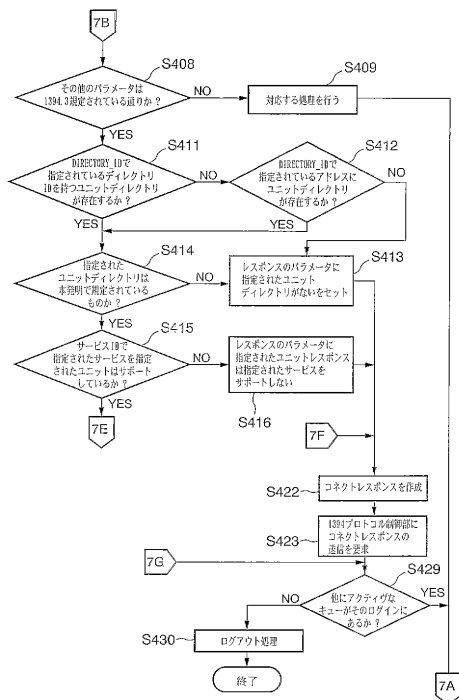 7B
S408
その他のパラメータは
1394.3規定されている通りか？
NO
YES
S409
対応する処理を行う
S411
DIRECTORY_IDで
指定されているディレクトリ
IDを持つユニットディレクトリ
が存在するか？
NO
YES
S412
DIRECTORY_IDで
指定されているアドレスに
ユニットディレクトリ
が存在するか？
NO
YES
S414
指定された
ユニットディレクトリは
本発明で規定されている
ものか？
NO
YES
S413
レスポンスのパラメータに
指定されたユニット
ディレクトリがないをセット
S415
サービスIDで
指定されたサービスを指定
されたユニットはサポート
しているか？
NO
YES
S416
レスポンスのパラメータに
指定されたユニットレスポンス
は指定されたサービスを
サポートしない
7E
7F
S422
コネクトレスポンスを作成
S423
1394プロトコル制御部に
コネクトレスポンスの
送信を要求
7G
S429
他にアクティヴな
キューがそのログインに
あるか？
NO
YES
S430
ログアウト処理
終了
7A